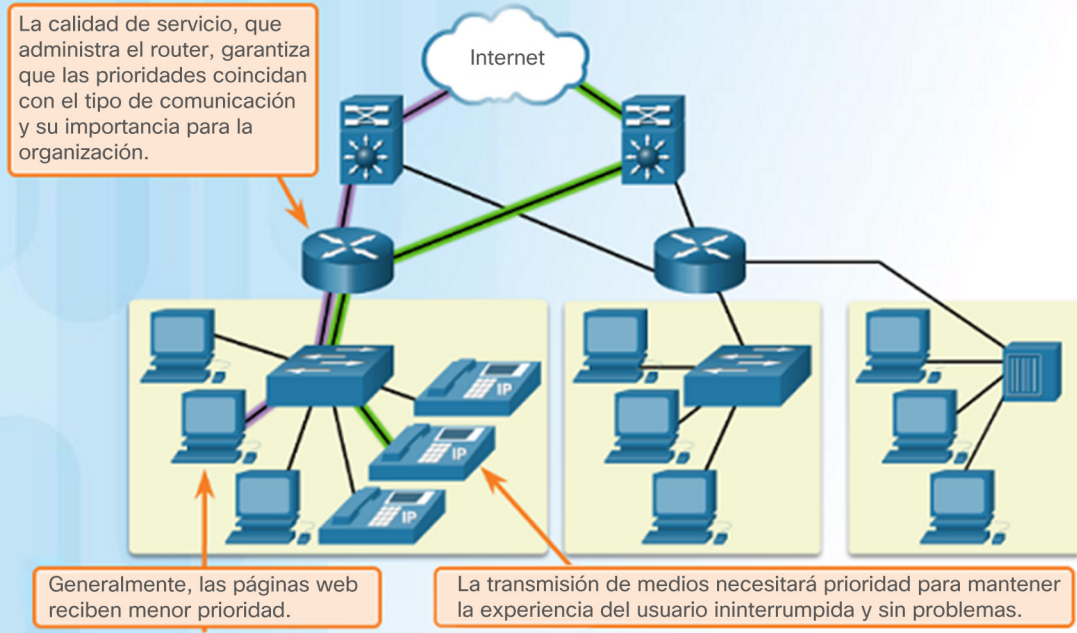 La calidad de servicio, que
administra el router, garantiza
que las prioridades coincidan
con el tipo de comunicación
y su importancia para la
organización.
Internet
IP
IP
IP
Generalmente, las páginas web
reciben menor prioridad.
La transmisión de medios necesitará prioridad para mantener
la experiencia del usuario ininterrumpida y sin problemas.